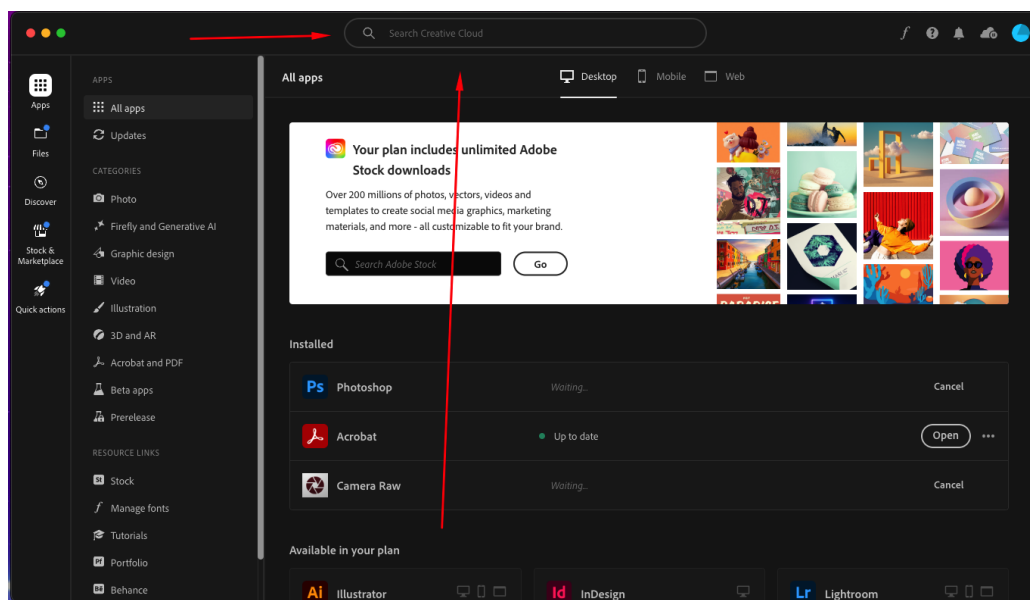 Search Creative Cloud
Apps
Files
Discover
Stock &
Marketplace
Quick actions
APPS
All apps
Updates
CATEGORIES
Photo
Firefly and Generative AI
Graphic design
Video
Illustration
3D and AR
Acrobat and PDF
Beta apps
Prerelease
RESOURCE LINKS
St Stock
Manage fonts
Tutorials
Pf Portfolio
Bē Behance
All apps
Desktop
Mobile
Web
Your plan includes unlimited Adobe
Stock downloads
Over 200 millions of photos, vectors, videos and
templates to create social media graphics, marketing
materials, and more - all customizable to fit your brand.
Search Adobe Stock
Go
PARADISE
Installed
Ps Photoshop Waiting... Cancel
Acrobat Up to date Open
Camera Raw Waiting... Cancel
Available in your plan
Ai Illustrator
Id InDesign
Lr Lightroom